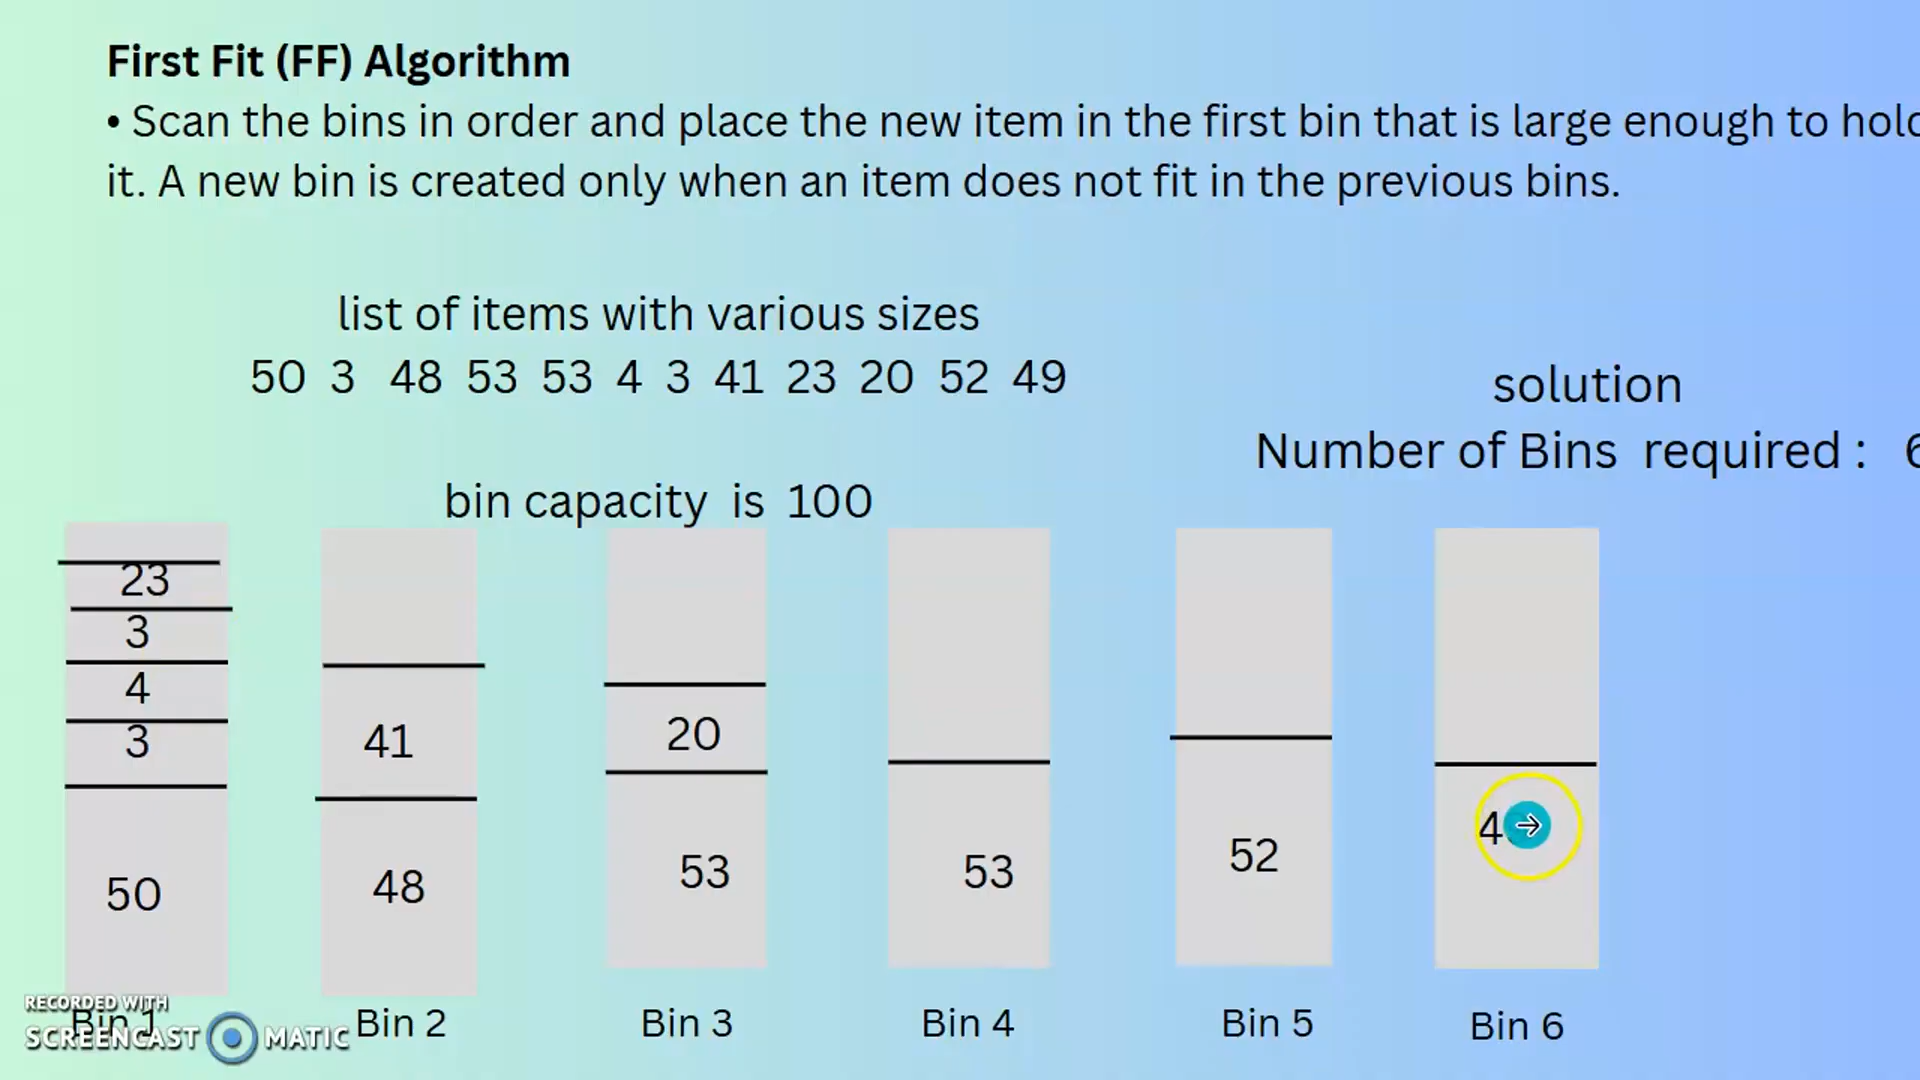 First Fit (FF) Algorithm
• Scan the bins in order and place the new item in the first bin that is large enough to hold
it. A new bin is created only when an item does not fit in the previous bins.
list of items with various sizes
50 3 48 53 53 4 3 41 23 20 52 49
solution
Number of Bins required : 6
bin capacity is 100
23
3
4
3
50
41
48
20
53
53
52
4
Bin 1
Bin 2
Bin 3
Bin 4
Bin 5
Bin 6
RECORDED WITH
SCREENCAST MATIC